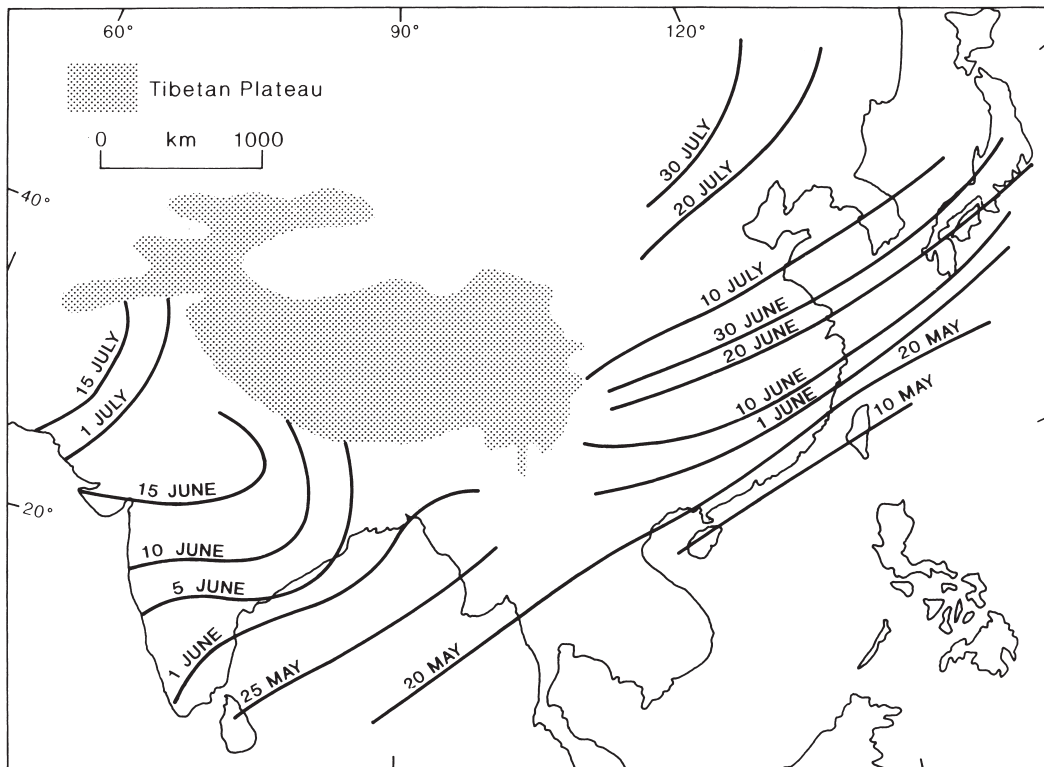 60°
90°
120°
Tibetan Plateau
0 km 1000
40°
20°
30 JULY
20 JULY
10 JULY
30 JUNE
20 JUNE
10 JUNE
1 JUNE
20 MAY
10 MAY
15 JULY
1 JULY
15 JUNE
10 JUNE
5 JUNE
1 JUNE
25 MAY
20 MAY